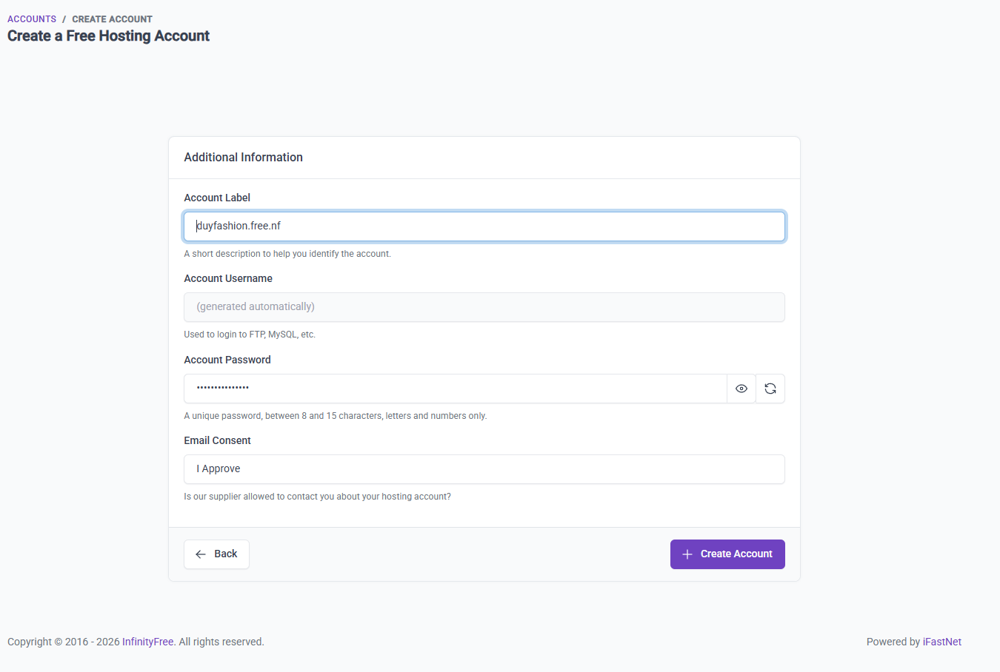 ACCOUNTS / CREATE ACCOUNT
Create a Free Hosting Account
Additional Information
Account Label
duyfashion.free.nf
A short description to help you identify the account.
Account Username
(generated automatically)
Used to login to FTP, MySQL, etc.
Account Password
•••••••••••••••
A unique password, between 8 and 15 characters, letters and numbers only.
Email Consent
I Approve
Is our supplier allowed to contact you about your hosting account?
Back
Create Account
Copyright © 2016 - 2026 InfinityFree. All rights reserved.
Powered by iFastNet